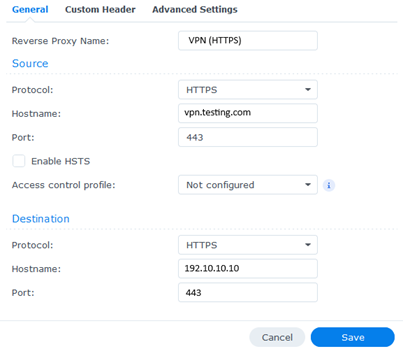 General Custom Header Advanced Settings
Reverse Proxy Name: VPN (HTTPS)
Source
Protocol: HTTPS
Hostname: vpn.testing.com
Port: 443
Enable HSTS
Access control profile: Not configured i
Destination
Protocol: HTTPS
Hostname: 192.10.10.10
Port: 443
Cancel Save